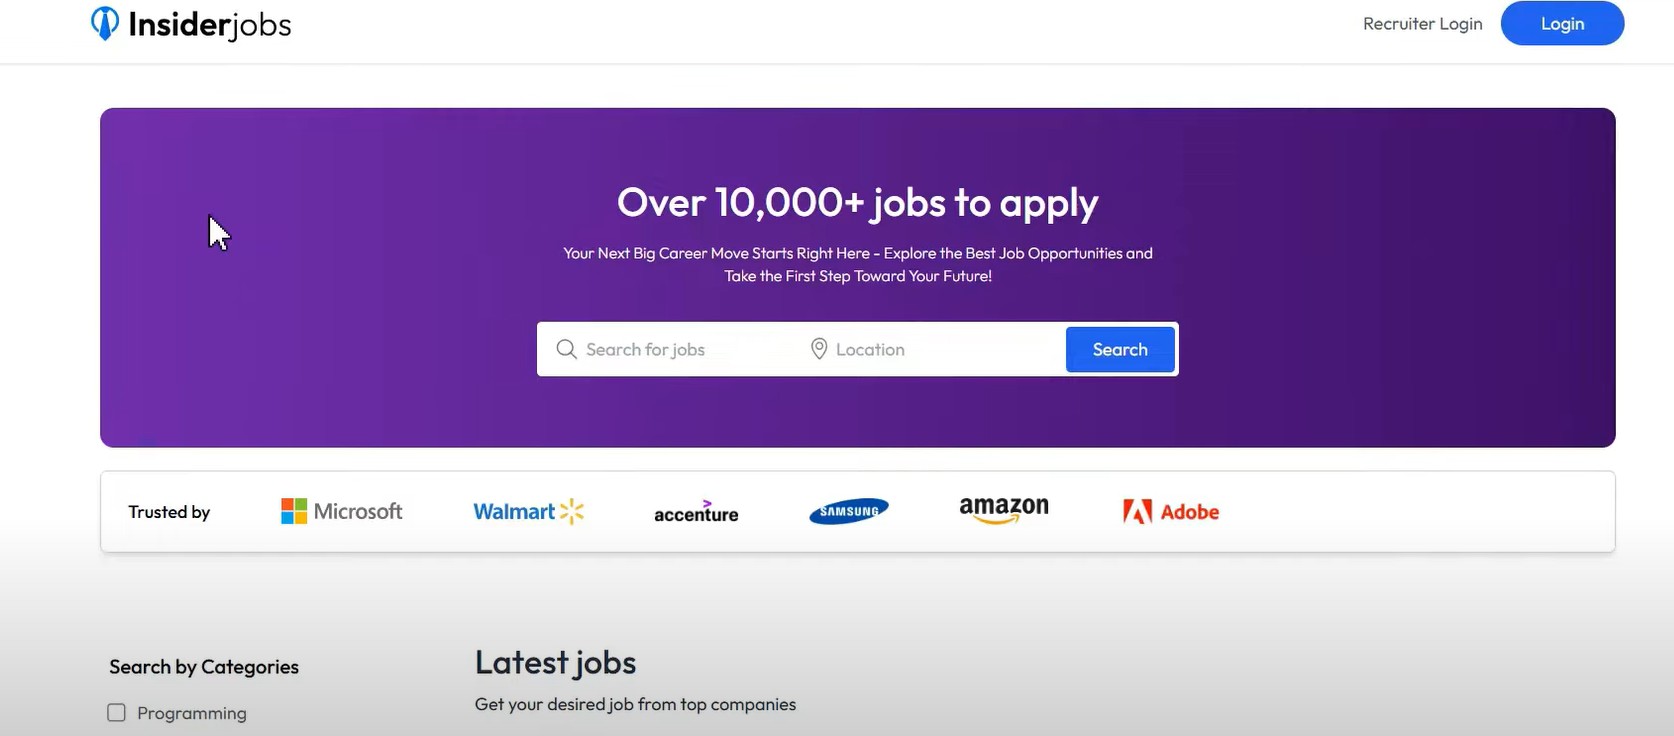 Insiderjobs
Recruiter Login
Login
Over 10,000+ jobs to apply
Your Next Big Career Move Starts Right Here - Explore the Best Job Opportunities and
Take the First Step Toward Your Future!
Search for jobs
Location
Search
Trusted by
Microsoft
Walmart
accenture
SAMSUNG
amazon
Adobe
Search by Categories
Programming
Latest jobs
Get your desired job from top companies